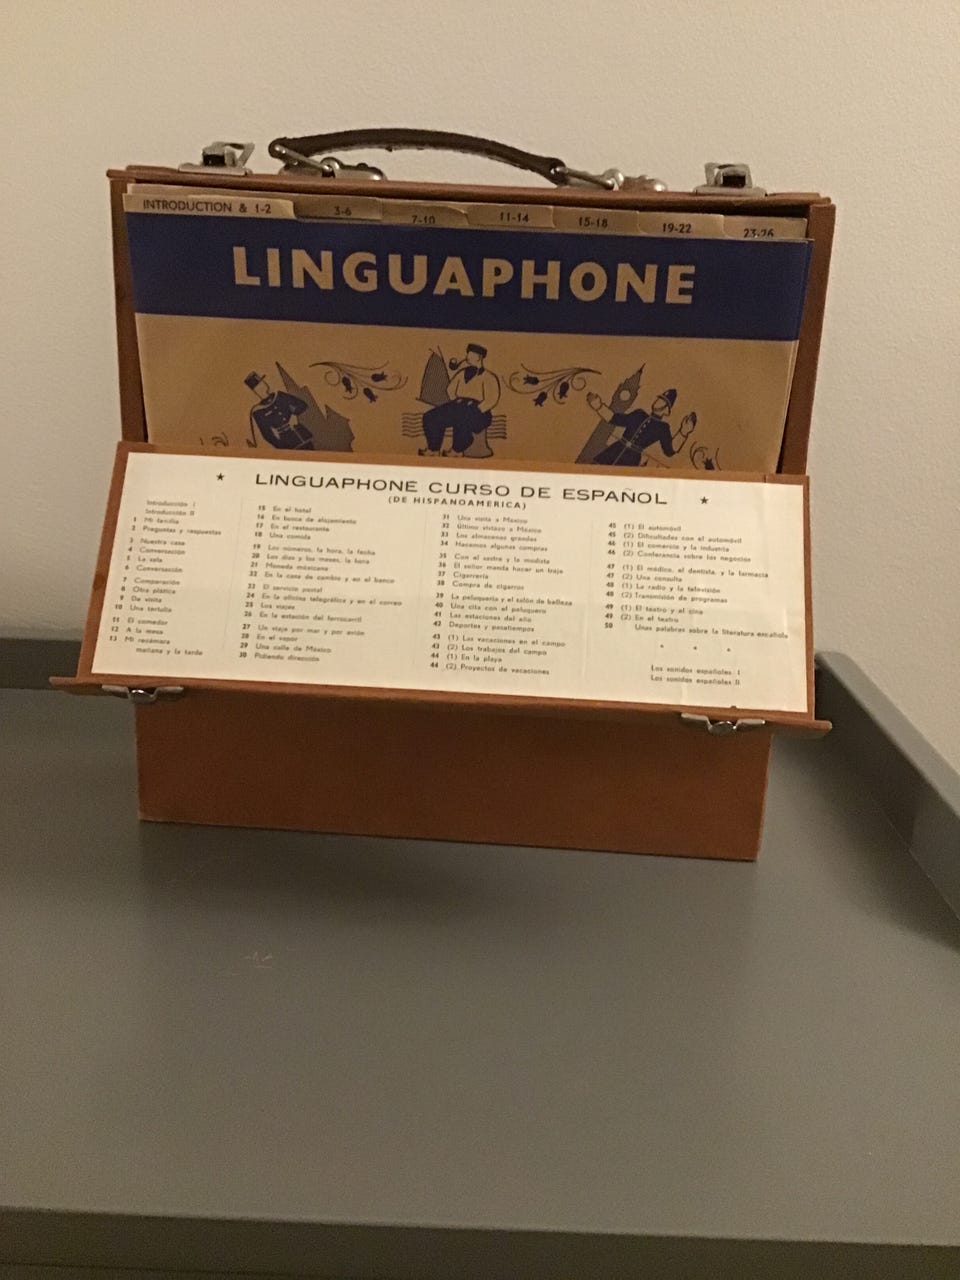 INTRODUCTION & 1-2
3-6
7-10
11-14
15-18
19-22
23-26
LINGUAPHONE
★ LINGUAPHONE CURSO DE ESPAÑOL ★
(DE HISPANOAMERICA)
Introducción I
Introducción II
1 Mi familia
2 Preguntas y respuestas
3 Nuestra casa
4 Conversación
5 La sala
6 Conversación
7 Comparación
8 Otra plática
9 De visita
10 Una tertulia
11 El comedor
12 A la mesa
13 Mi recámara
mañana y la tarde
15 En el hotel
16 En busca de alojamiento
17 En el restaurante
18 Una comida
19 Los números, la hora, la fecha
20 Los días y los meses, la hora
21 Moneda mexicana
22 En la casa de cambio y en el banco
23 El servicio postal
24 En la oficina telegráfica y en el correo
25 Los viajes
26 En la estación del ferrocarril
27 Un viaje por mar y por avión
28 En el vapor
29 Una calle de México
30 Pidiendo dirección
31 Una visita a México
32 Último vistazo a México
33 Los almacenes grandes
34 Hacemos algunas compras
35 Con el sastre y la modista
36 El señor manda hacer un traje
37 Cigarrería
38 Compra de cigarros
39 La peluquería y el salón de belleza
40 Una cita con el peluquero
41 Las estaciones del año
42 Deportes y pasatiempos
43 (1) Las vacaciones en el campo
43 (2) Los trabajos del campo
44 (1) En la playa
44 (2) Proyectos de vacaciones
45 (1) El automóvil
45 (2) Dificultades con el automóvil
46 (1) El comercio y la industria
46 (2) Conferencia sobre los negocios
47 (1) El médico, el dentista, y la farmacia
47 (2) Una consulta
48 (1) La radio y la televisión
48 (2) Transmisión de programas
49 (1) El teatro y el cine
49 (2) En el teatro
50 Unas palabras sobre la literatura española
* * *
Los sonidos españoles I
Los sonidos españoles II